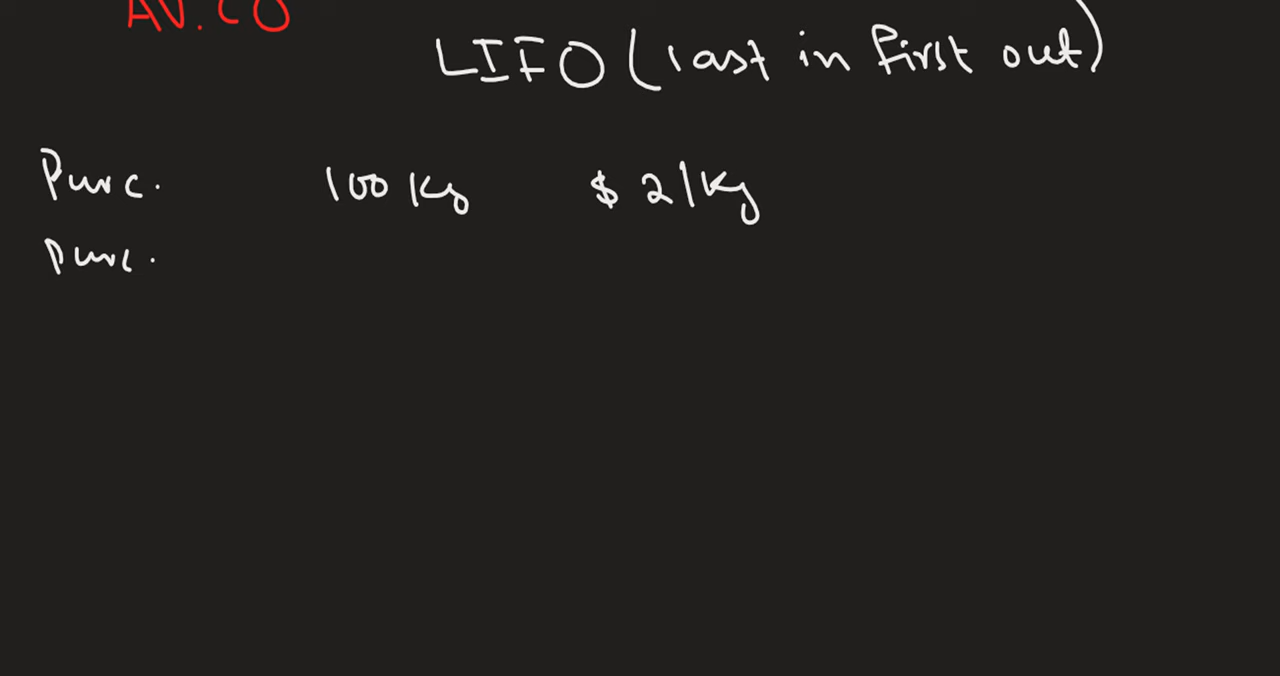 AV. CO
LIFO (last in first out)
Purc. 100 Kg $ 2/Kg
Purc.